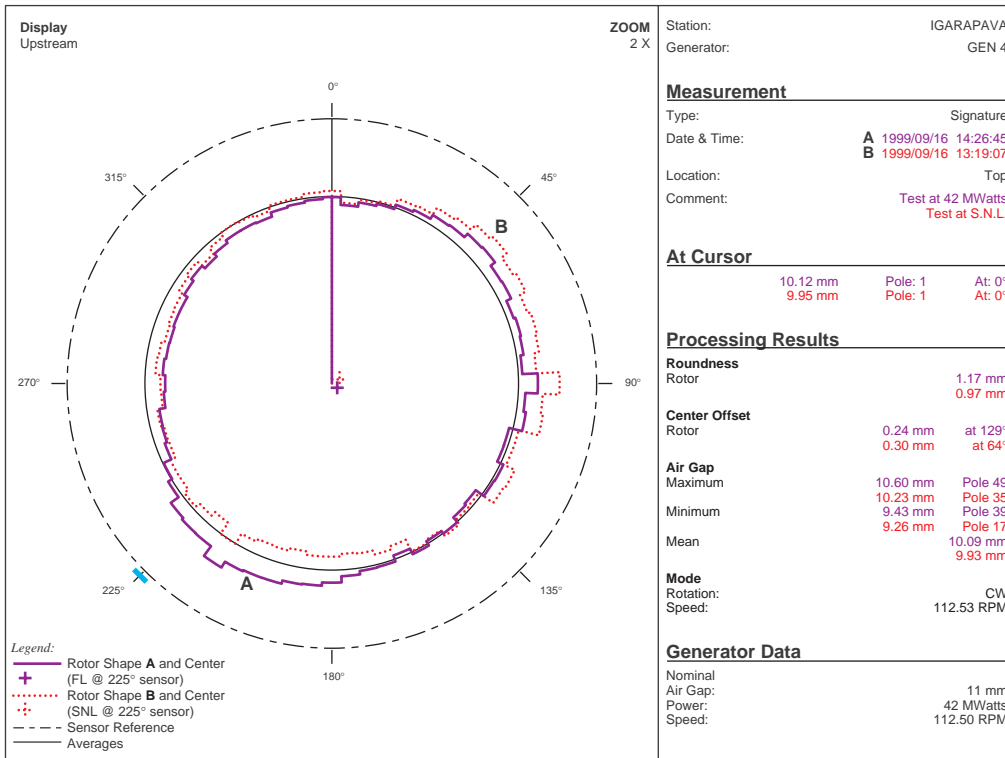 Display
Upstream
ZOOM
2 X
0°
45°
90°
135°
180°
225°
270°
315°
B
A
Legend:
Rotor Shape A and Center
(FL @ 225° sensor)
Rotor Shape B and Center
(SNL @ 225° sensor)
Sensor Reference
Averages
Station: IGARAPAVA
Generator: GEN 4
Measurement
Type: Signature
Date & Time: A 1999/09/16 14:26:45
B 1999/09/16 13:19:07
Location: Top
Comment: Test at 42 MWatts
Test at S.N.L.
At Cursor
10.12 mm Pole: 1 At: 0°
9.95 mm Pole: 1 At: 0°
Processing Results
Roundness
Rotor 1.17 mm
0.97 mm
Center Offset
Rotor 0.24 mm at 129°
0.30 mm at 64°
Air Gap
Maximum 10.60 mm Pole 49
10.23 mm Pole 35
Minimum 9.43 mm Pole 39
9.26 mm Pole 17
Mean 10.09 mm
9.93 mm
Mode
Rotation: CW
Speed: 112.53 RPM
Generator Data
Nominal
Air Gap: 11 mm
Power: 42 MWatts
Speed: 112.50 RPM